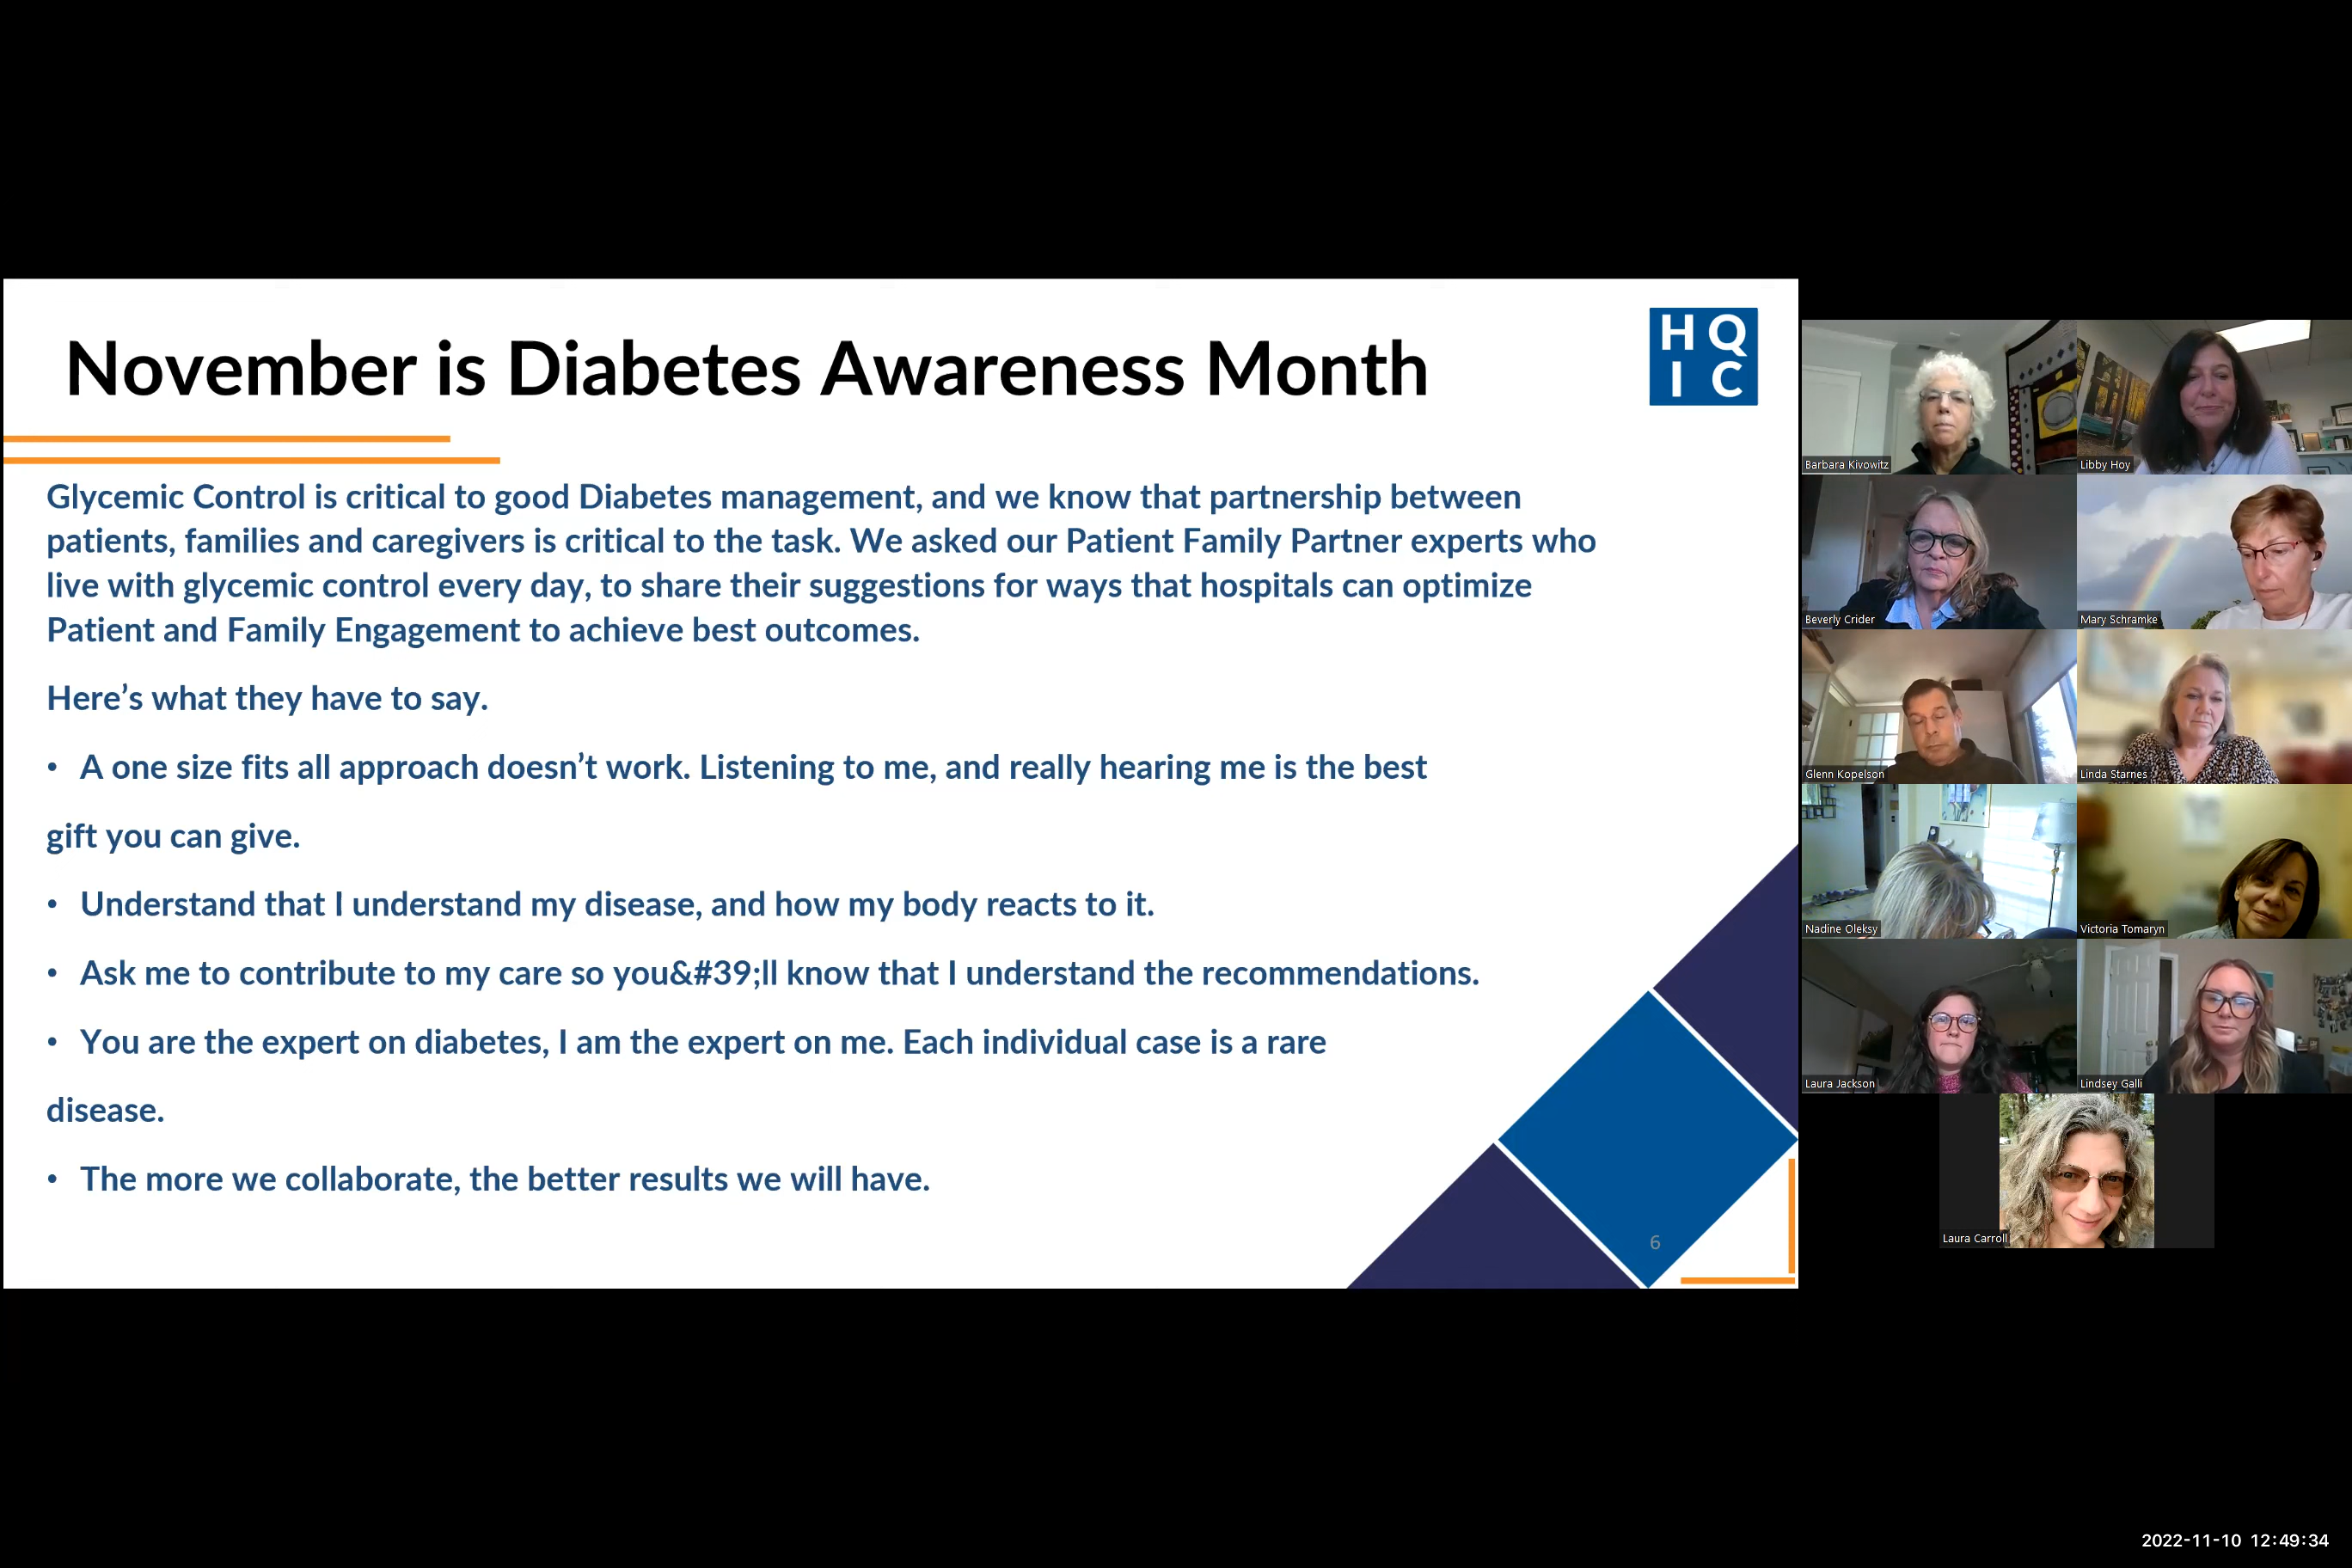 November is Diabetes Awareness Month
H Q
I C
Glycemic Control is critical to good Diabetes management, and we know that partnership between
patients, families and caregivers is critical to the task. We asked our Patient Family Partner experts who
live with glycemic control every day, to share their suggestions for ways that hospitals can optimize
Patient and Family Engagement to achieve best outcomes.
Here’s what they have to say.
• A one size fits all approach doesn’t work. Listening to me, and really hearing me is the best
gift you can give.
• Understand that I understand my disease, and how my body reacts to it.
• Ask me to contribute to my care so you&#39;ll know that I understand the recommendations.
• You are the expert on diabetes, I am the expert on me. Each individual case is a rare
disease.
• The more we collaborate, the better results we will have.
6
Barbara Kivowitz
Libby Hoy
Beverly Crider
Mary Schramke
Glenn Kopelson
Linda Starnes
Nadine Oleksy
Victoria Tomaryn
Laura Jackson
Lindsey Galli
Laura Carroll
2022-11-10 12:49:34